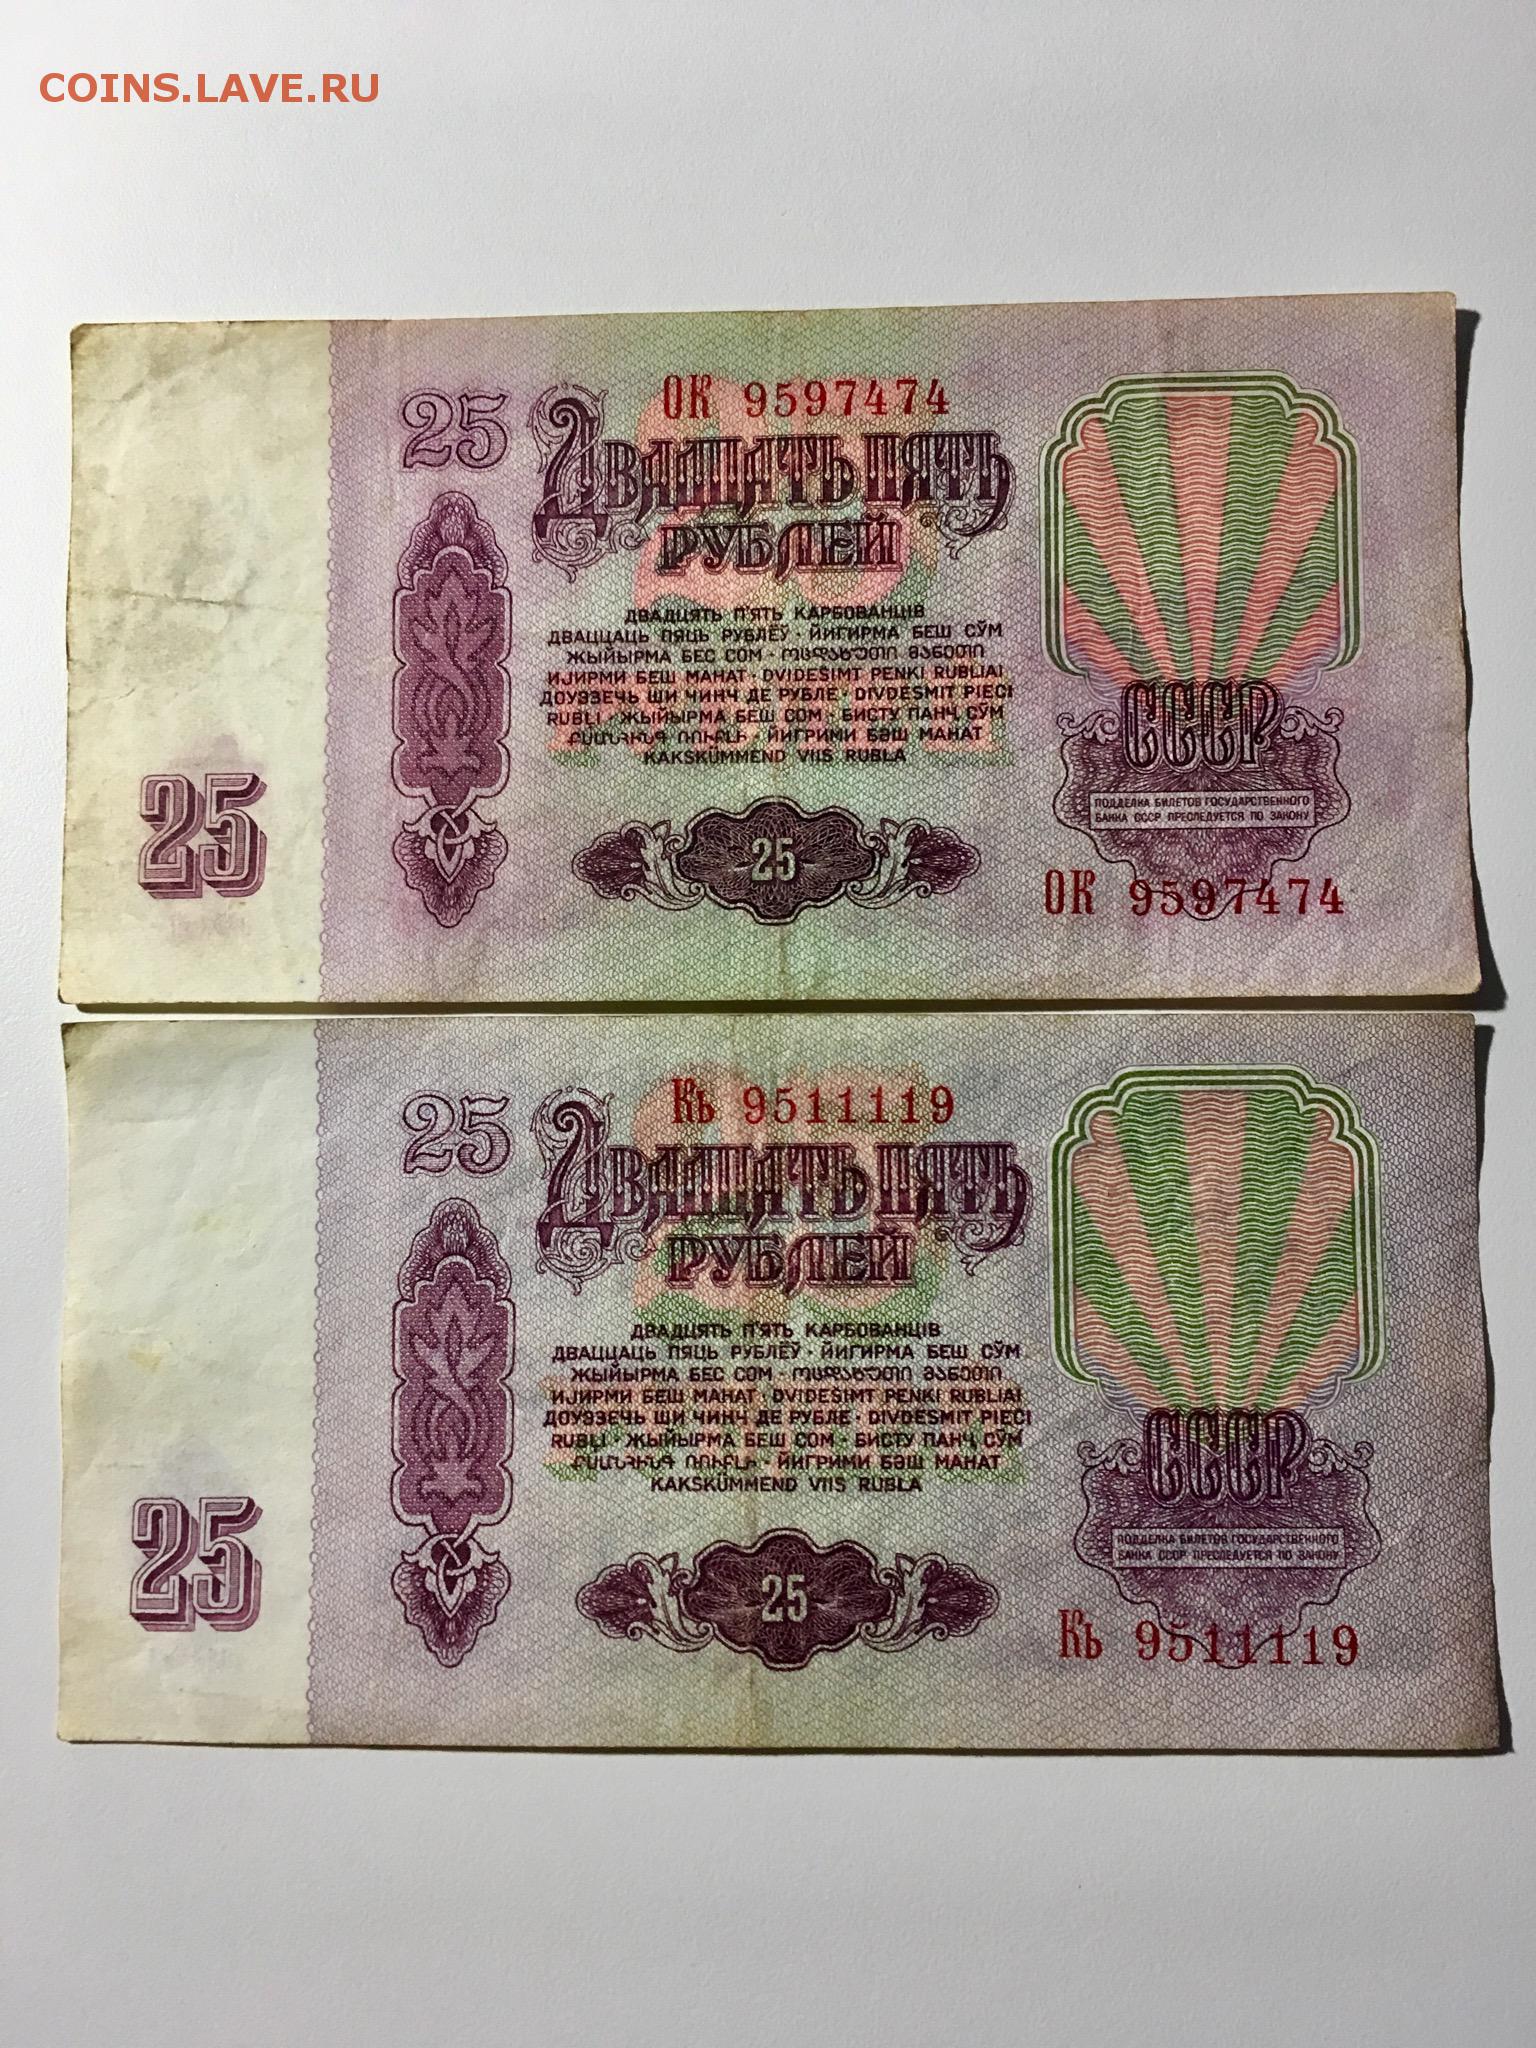 COINS.LAVE.RU
25
ОК 9597474
ДВАДЦАТЬ ПЯТЬ
РУБЛЕЙ
ДВАДЦЯТЬ П'ЯТЬ КАРБОВАНЦІВ
ДВАЦЦАЦЬ ПЯЦЬ РУБЛЁЎ · ЙИГИРМА БЕШ СЎМ
ЖЫЙЫРМА БЕС СОМ · ᲝᲪᲓᲐᲮᲣᲗᲘ ᲛᲐᲜᲔᲗᲘ
ИЈИРМИ БЕШ МАНАТ · DVIDEŠIMT PENKI RUBLIAI
ДОУЭЗЕЧЬ ШИ ЧИНЧ ДЕ РУБЛЕ · DIVDESMIT PIECI
RUBĻI · ЖЫЙЫРМА БЕШ СОМ · БИСТУ ПАНҶ СӮМ
ՔՍԱՆՀԻՆԳ ՌՈՒԲԼԻ · ЙИГРИМИ БӘШ МАНАТ
KAKSKÜMMEND VIIS RUBLA
25
25
СССР
ПОДДЕЛКА БИЛЕТОВ ГОСУДАРСТВЕННОГО
БАНКА СССР ПРЕСЛЕДУЕТСЯ ПО ЗАКОНУ
ОК 9597474
25
Кь 9511119
ДВАДЦАТЬ ПЯТЬ
РУБЛЕЙ
ДВАДЦЯТЬ П'ЯТЬ КАРБОВАНЦІВ
ДВАЦЦАЦЬ ПЯЦЬ РУБЛЁЎ · ЙИГИРМА БЕШ СЎМ
ЖЫЙЫРМА БЕС СОМ · ᲝᲪᲓᲐᲮᲣᲗᲘ ᲛᲐᲜᲔᲗᲘ
ИЈИРМИ БЕШ МАНАТ · DVIDEŠIMT PENKI RUBLIAI
ДОУЭЗЕЧЬ ШИ ЧИНЧ ДЕ РУБЛЕ · DIVDESMIT PIECI
RUBĻI · ЖЫЙЫРМА БЕШ СОМ · БИСТУ ПАНҶ СӮМ
ՔՍԱՆՀԻՆԳ ՌՈՒԲԼԻ · ЙИГРИМИ БӘШ МАНАТ
KAKSKÜMMEND VIIS RUBLA
25
25
СССР
ПОДДЕЛКА БИЛЕТОВ ГОСУДАРСТВЕННОГО
БАНКА СССР ПРЕСЛЕДУЕТСЯ ПО ЗАКОНУ
Кь 9511119